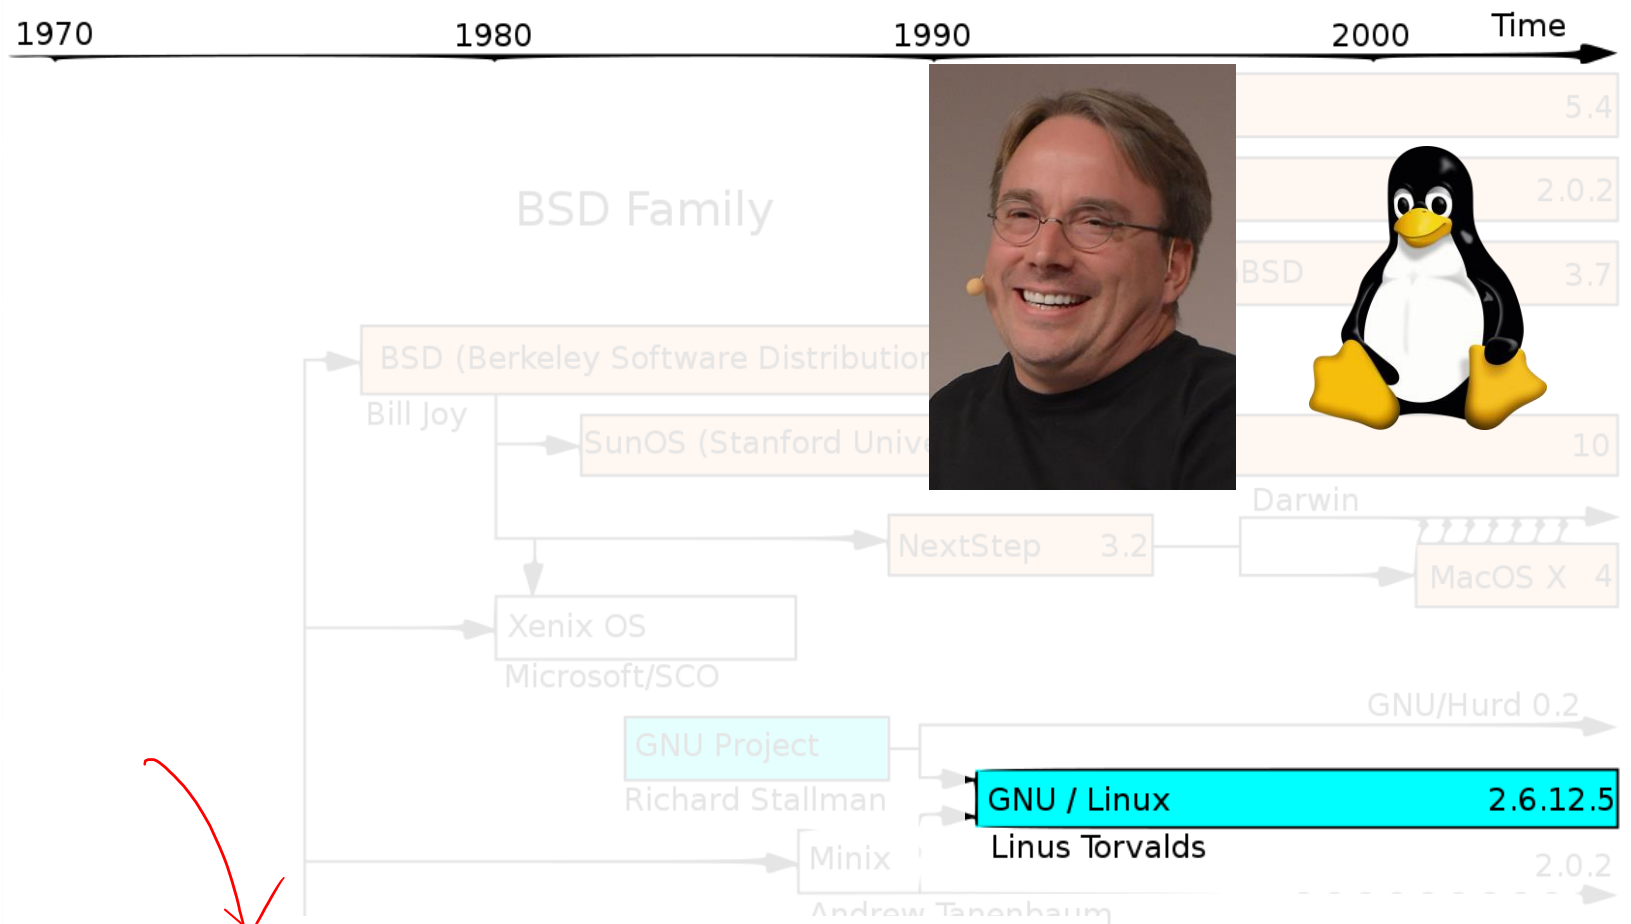 1970 1980 1990 2000 Time
5.4
BSD Family 2.0.2
BSD 3.7
BSD (Berkeley Software Distribution
Bill Joy
SunOS (Stanford Unive 10
Darwin
NextStep 3.2
MacOS X 4
Xenix OS
Microsoft/SCO
GNU/Hurd 0.2
GNU Project
Richard Stallman
GNU / Linux 2.6.12.5
Linus Torvalds
Minix 2.0.2
Andrew Tanenbaum